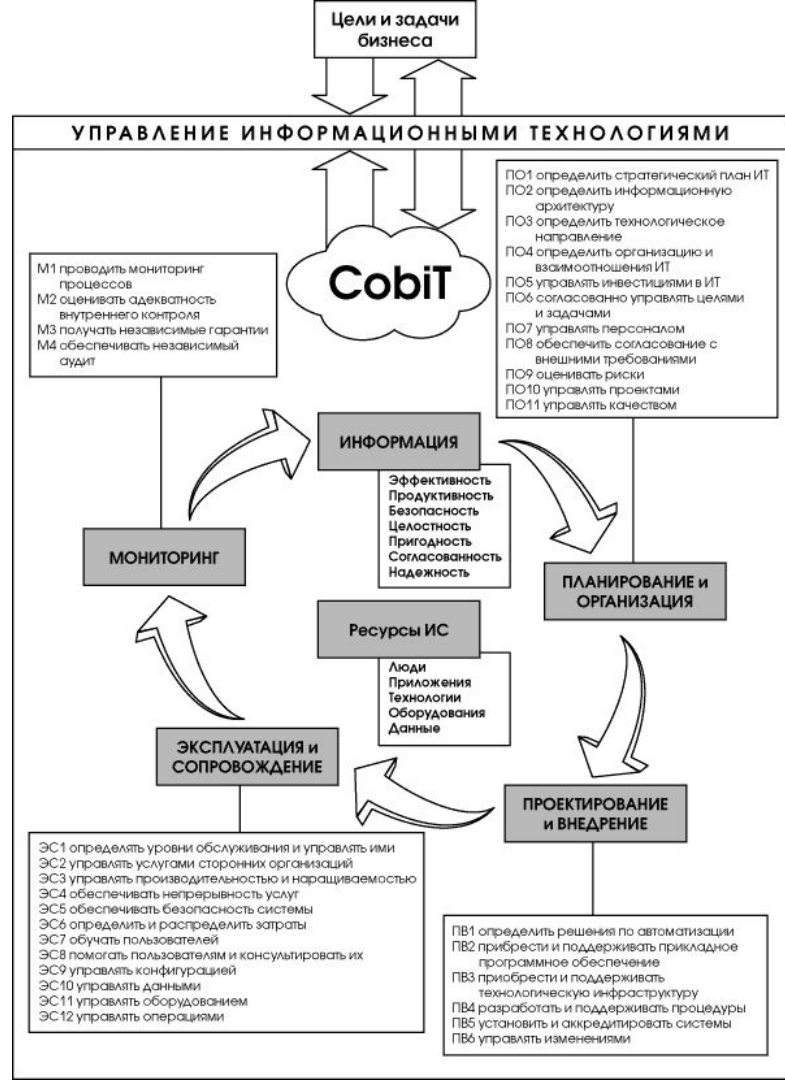 Цели и задачи
бизнеса
УПРАВЛЕНИЕ ИНФОРМАЦИОННЫМИ ТЕХНОЛОГИЯМИ
CobiT
М1 проводить мониторинг
процессов
М2 оценивать адекватность
внутреннего контроля
М3 получать независимые гарантии
М4 обеспечивать независимый
аудит
ПО1 определить стратегический план ИТ
ПО2 определить информационную
архитектуру
ПО3 определить технологическое
направление
ПО4 определить организацию и
взаимоотношения ИТ
ПО5 управлять инвестициями в ИТ
ПО6 согласованно управлять целями
и задачами
ПО7 управлять персоналом
ПО8 обеспечить согласование с
внешними требованиями
ПО9 оценивать риски
ПО10 управлять проектами
ПО11 управлять качеством
ИНФОРМАЦИЯ
Эффективность
Продуктивность
Безопасность
Целостность
Пригодность
Согласованность
Надежность
МОНИТОРИНГ
ПЛАНИРОВАНИЕ и
ОРГАНИЗАЦИЯ
Ресурсы ИС
Люди
Приложения
Технологии
Оборудования
Данные
ЭКСПЛУАТАЦИЯ и
СОПРОВОЖДЕНИЕ
ПРОЕКТИРОВАНИЕ
и ВНЕДРЕНИЕ
ЭС1 определять уровни обслуживания и управлять ими
ЭС2 управлять услугами сторонних организаций
ЭС3 управлять производительностью и наращиваемостью
ЭС4 обеспечивать непрерывность услуг
ЭС5 обеспечивать безопасность системы
ЭС6 определить и распределить затраты
ЭС7 обучать пользователей
ЭС8 помогать пользователям и консультировать их
ЭС9 управлять конфигурацией
ЭС10 управлять данными
ЭС11 управлять оборудованием
ЭС12 управлять операциями
ПВ1 определить решения по автоматизации
ПВ2 прибрести и поддерживать прикладное
программное обеспечение
ПВ3 приобрести и поддерживать
технологическую инфраструктуру
ПВ4 разработать и поддерживать процедуры
ПВ5 установить и аккредитировать системы
ПВ6 управлять изменениями